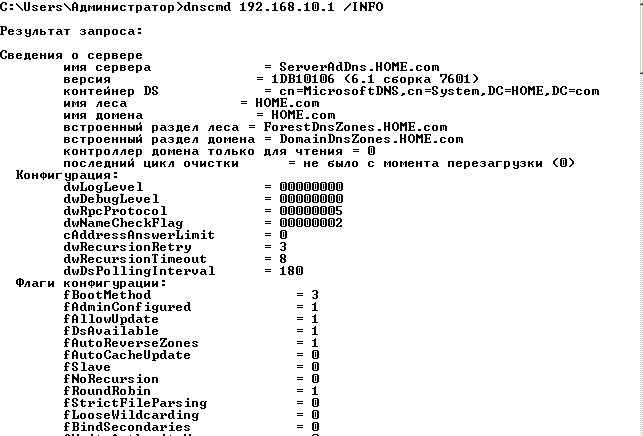 C:\Users\Администратор>dnscmd 192.168.10.1 /INFO
Результат запроса:
Сведения о сервере
имя сервера = ServerAdDns.HOME.com
версия = 1DB10106 (6.1 сборка 7601)
контейнер DS = cn=MicrosoftDNS,cn=System,DC=HOME,DC=com
имя леса = HOME.com
имя домена = HOME.com
встроенный раздел леса = ForestDnsZones.HOME.com
встроенный раздел домена = DomainDnsZones.HOME.com
контроллер домена только для чтения = 0
последний цикл очистки = не было с момента перезагрузки (0)
Конфигурация:
dwLogLevel = 00000000
dwDebugLevel = 00000000
dwRpcProtocol = 00000005
dwNameCheckFlag = 00000002
cAddressAnswerLimit = 0
dwRecursionRetry = 3
dwRecursionTimeout = 8
dwDsPollingInterval = 180
Флаги конфигурации:
fBootMethod = 3
fAdminConfigured = 1
fAllowUpdate = 1
fDsAvailable = 1
fAutoReverseZones = 1
fAutoCacheUpdate = 0
fSlave = 0
fNoRecursion = 0
fRoundRobin = 1
fStrictFileParsing = 0
fLooseWildcarding = 0
fBindSecondaries = 0